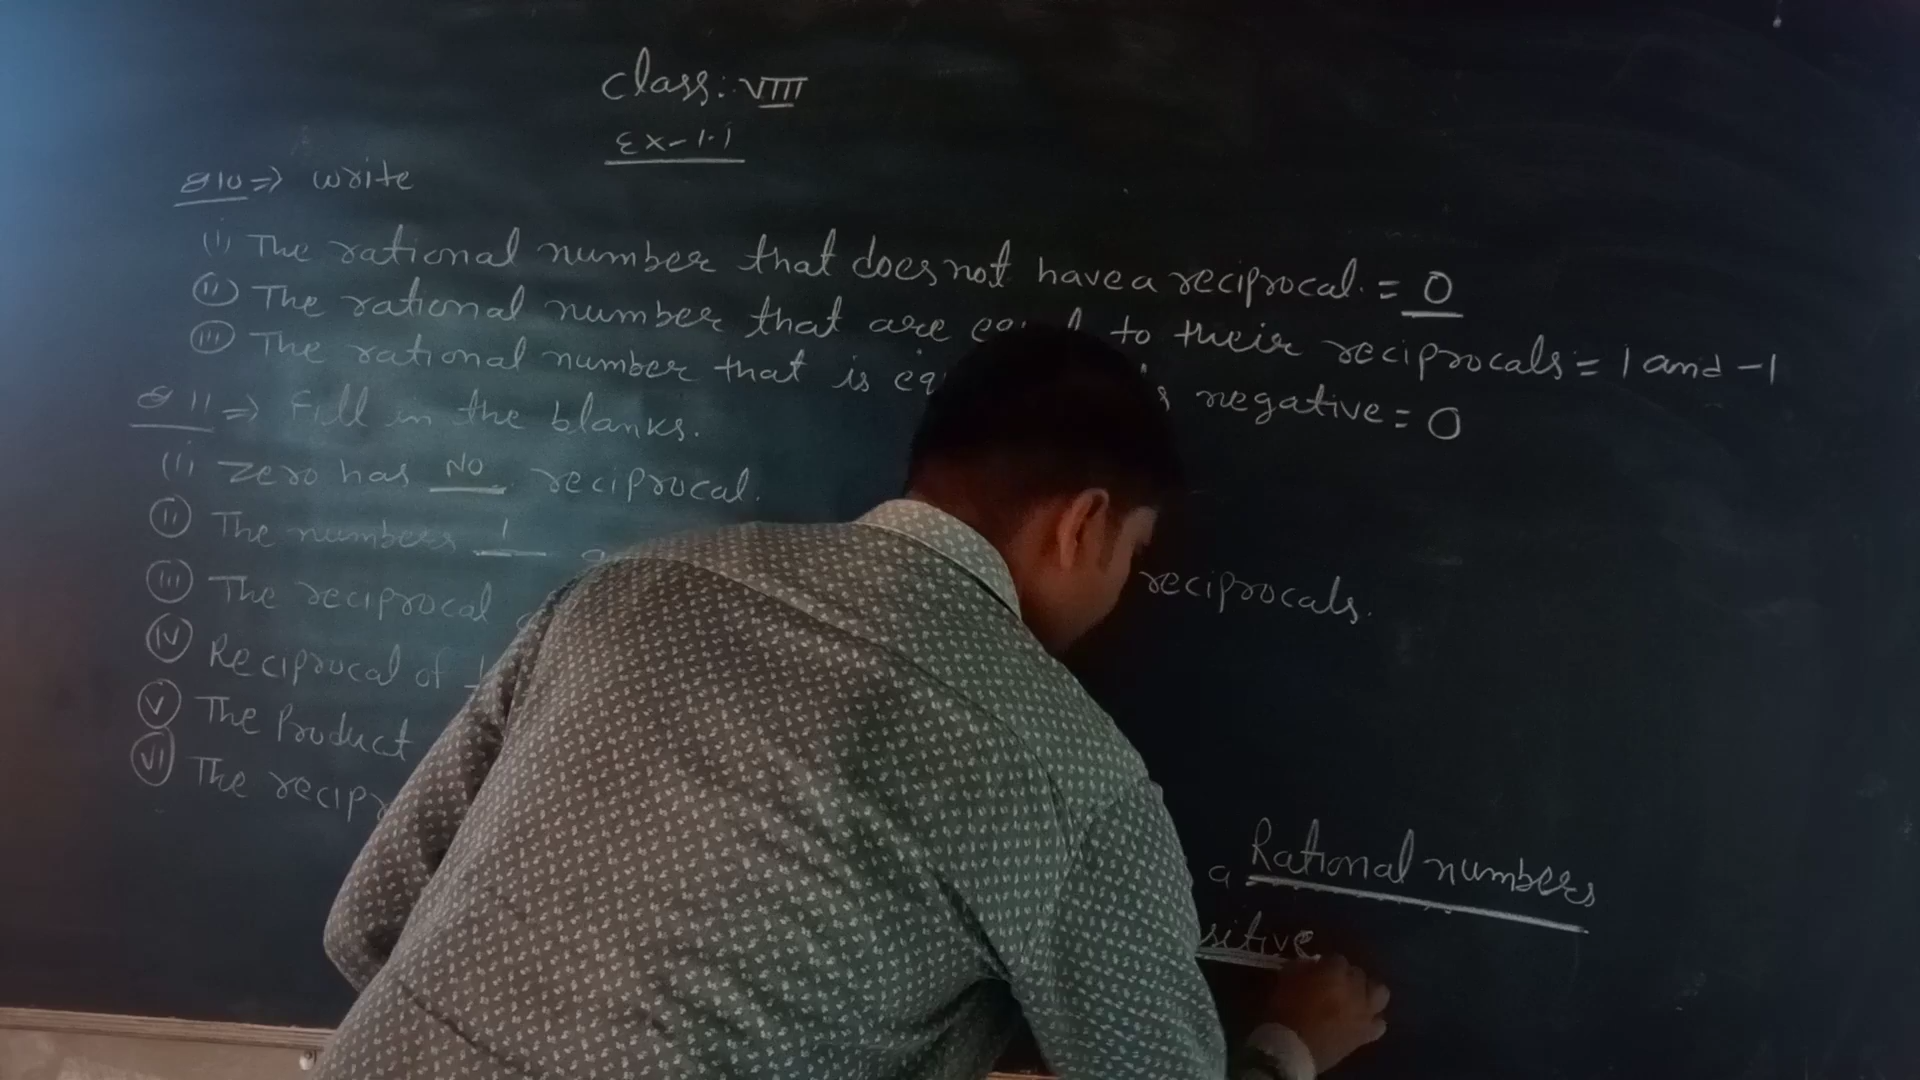 Class: VIII
Ex-1.1
Q10 => write
(i) The rational number that does not have a reciprocal. = 0
(ii) The rational number that are to their reciprocals = 1 and -1
(iii) The rational number that is negative = 0
Q11 => Fill in the blanks.
(i) Zero has NO reciprocal.
(ii) The numbers 1 reciprocals.
(iii) The reciprocal
(iv) Reciprocal of
(v) The Product a Rational numbers
(vi) The sitive